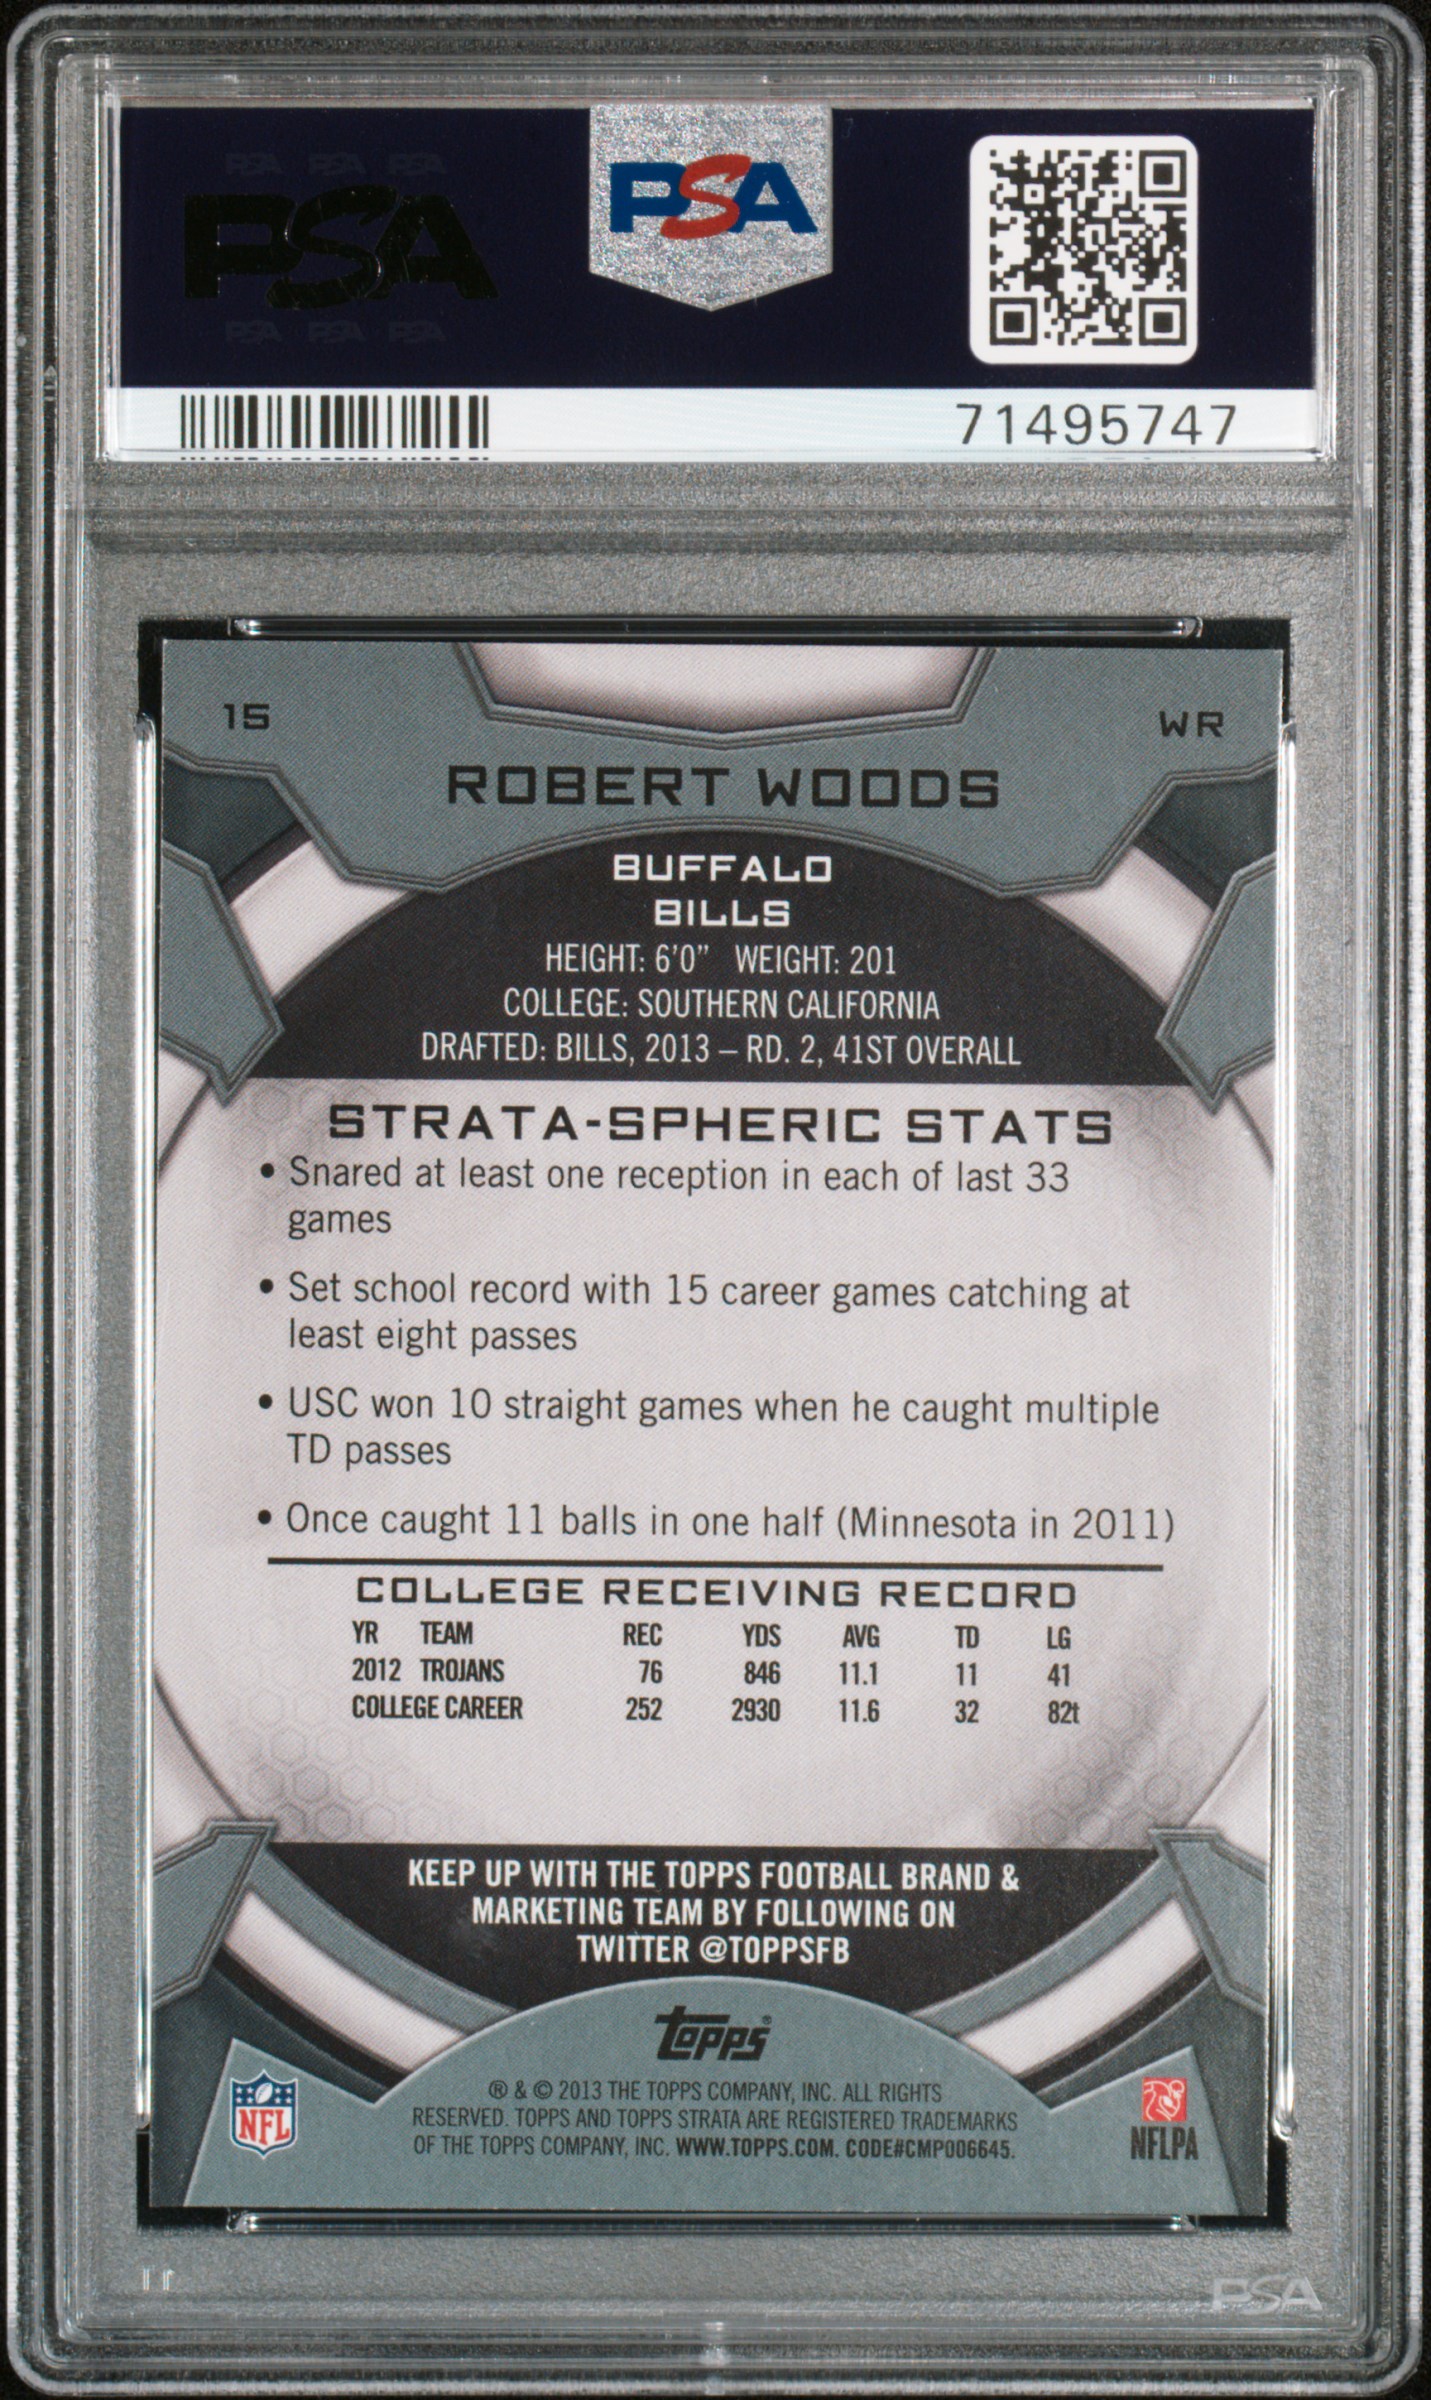 PSA PSA PSA
PSA
PSA PSA PSA
PSA
71495747
15
WR
ROBERT WOODS
BUFFALO
BILLS
HEIGHT: 6'0" WEIGHT: 201
COLLEGE: SOUTHERN CALIFORNIA
DRAFTED: BILLS, 2013 – RD. 2, 41ST OVERALL
STRATA-SPHERIC STATS
• Snared at least one reception in each of last 33
games
• Set school record with 15 career games catching at
least eight passes
• USC won 10 straight games when he caught multiple
TD passes
• Once caught 11 balls in one half (Minnesota in 2011)
COLLEGE RECEIVING RECORD
YR TEAM REC YDS AVG TD LG
2012 TROJANS 76 846 11.1 11 41
COLLEGE CAREER 252 2930 11.6 32 82t
KEEP UP WITH THE TOPPS FOOTBALL BRAND &
MARKETING TEAM BY FOLLOWING ON
TWITTER @TOPPSFB
topps®
® & © 2013 THE TOPPS COMPANY, INC. ALL RIGHTS
RESERVED. TOPPS AND TOPPS STRATA ARE REGISTERED TRADEMARKS
OF THE TOPPS COMPANY, INC. WWW.TOPPS.COM. CODE#CMP006645.
NFL
NFLPA
PSA